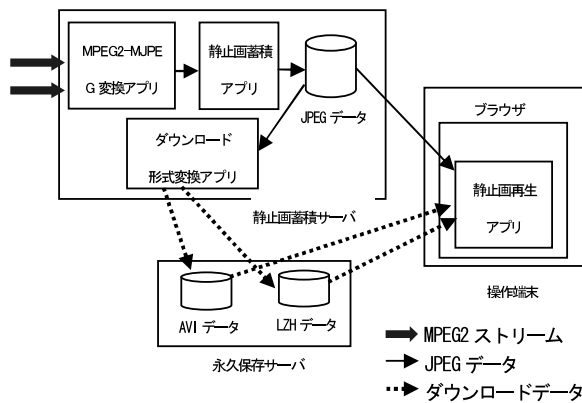 MPEG2-MJPE
G 変換アプリ
静止画蓄積
アプリ
JPEG データ
ダウンロード
形式変換アプリ
静止画蓄積サーバ
ブラウザ
静止画再生
アプリ
操作端末
AVI データ
LZH データ
永久保存サーバ
MPEG2 ストリーム
JPEG データ
ダウンロードデータ